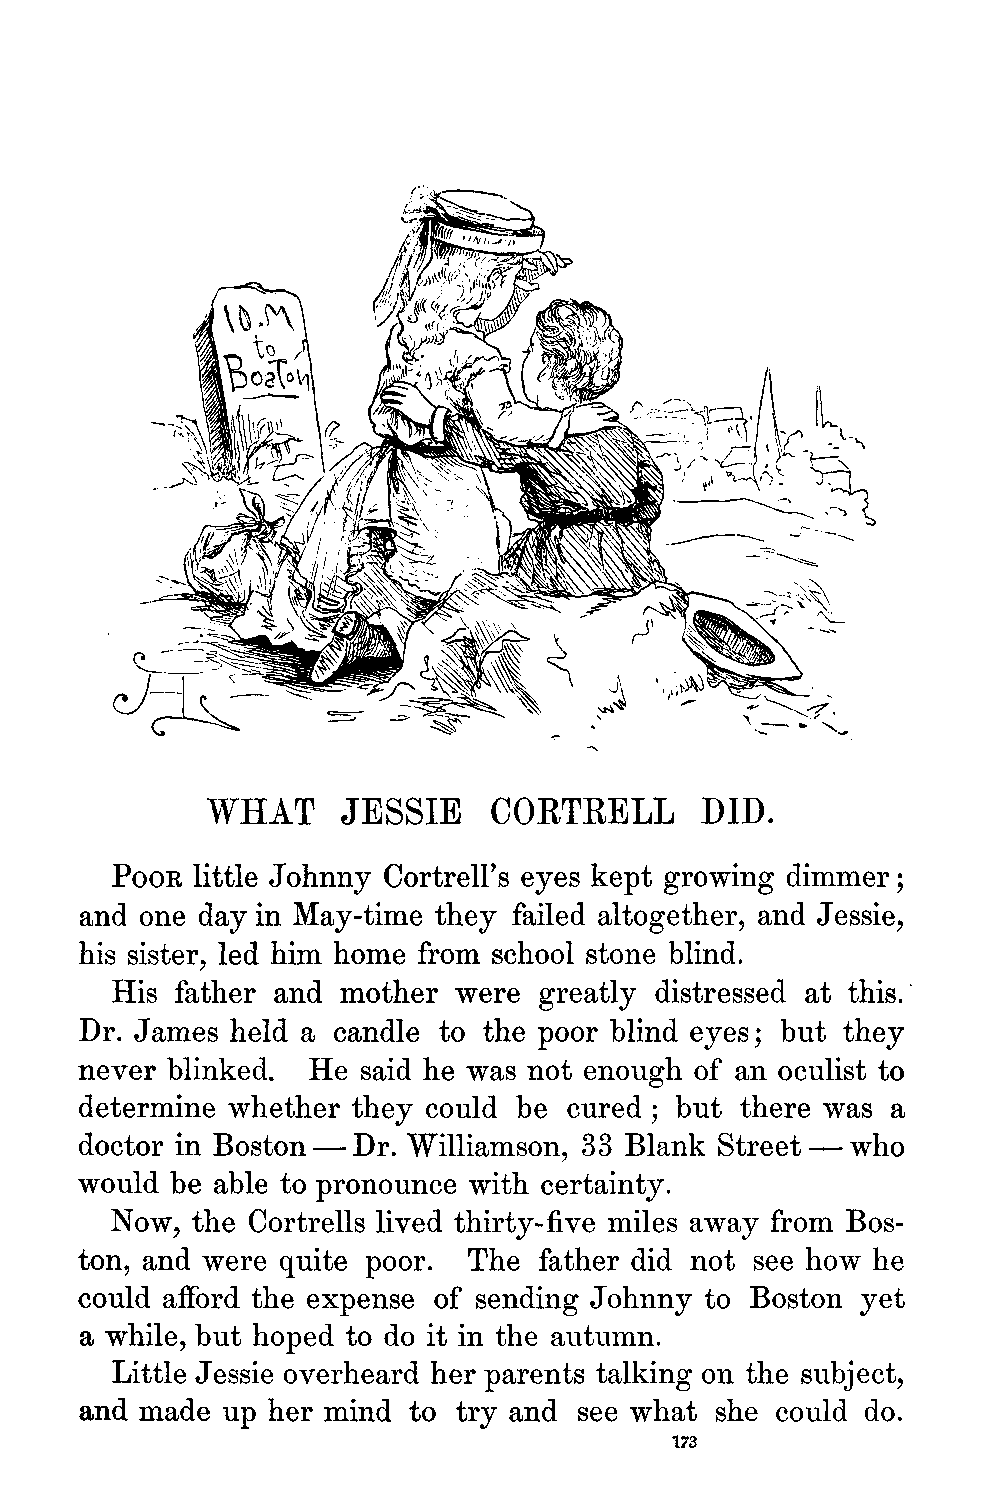 10.M
to
Boston
WHAT JESSIE CORTRELL DID.
POOR little Johnny Cortrell's eyes kept growing dimmer;
and one day in May-time they failed altogether, and Jessie,
his sister, led him home from school stone blind.
His father and mother were greatly distressed at this.
Dr. James held a candle to the poor blind eyes; but they
never blinked. He said he was not enough of an oculist to
determine whether they could be cured; but there was a
doctor in Boston — Dr. Williamson, 33 Blank Street — who
would be able to pronounce with certainty.
Now, the Cortrells lived thirty-five miles away from Bos-
ton, and were quite poor. The father did not see how he
could afford the expense of sending Johnny to Boston yet
a while, but hoped to do it in the autumn.
Little Jessie overheard her parents talking on the subject,
and made up her mind to try and see what she could do.
173